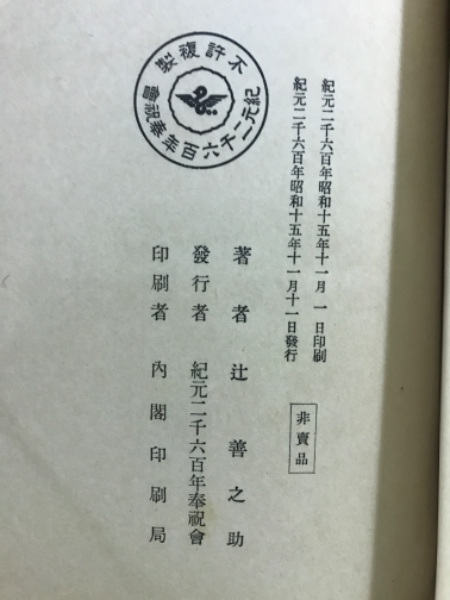 紀元二千六百年昭和十五年十一月一日印刷
紀元二千六百年昭和十五年十一月十一日發行
非賣品
著者 辻善之助
發行者 紀元二千六百年奉祝會
印刷者 內閣印刷局
不許複製
紀元二千六百年奉祝會